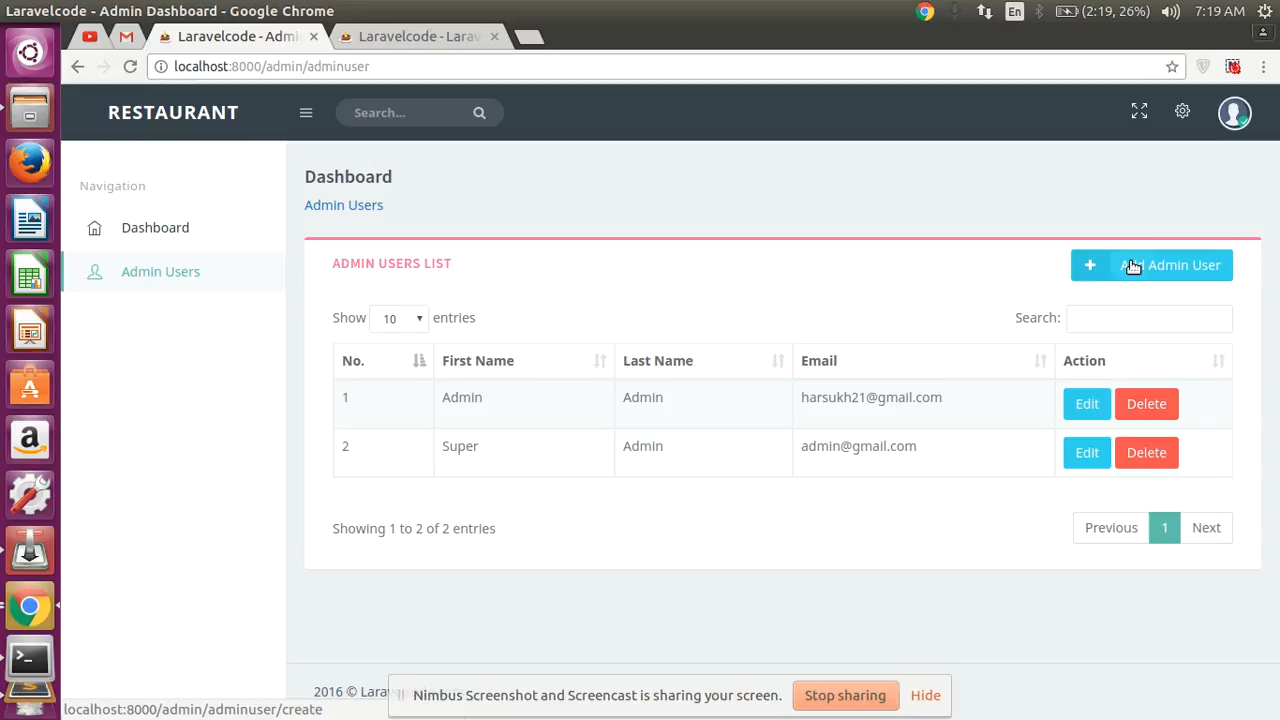 Laravelcode - Admin Dashboard - Google Chrome
En
(2:19, 26%)
7:19 AM
Laravelcode - Admi
Laravelcode - Larav
localhost:8000/admin/adminuser
RESTAURANT
Search...
Navigation
Dashboard
Admin Users
Dashboard
Admin Users
ADMIN USERS LIST
Admin User
Show 10 entries
Search:
No. First Name Last Name Email Action
1 Admin Admin harsukh21@gmail.com Edit Delete
2 Super Admin admin@gmail.com Edit Delete
Showing 1 to 2 of 2 entries
Previous 1 Next
2016 © Larav
Nimbus Screenshot and Screencast is sharing your screen.
Stop sharing
Hide
localhost:8000/admin/adminuser/create